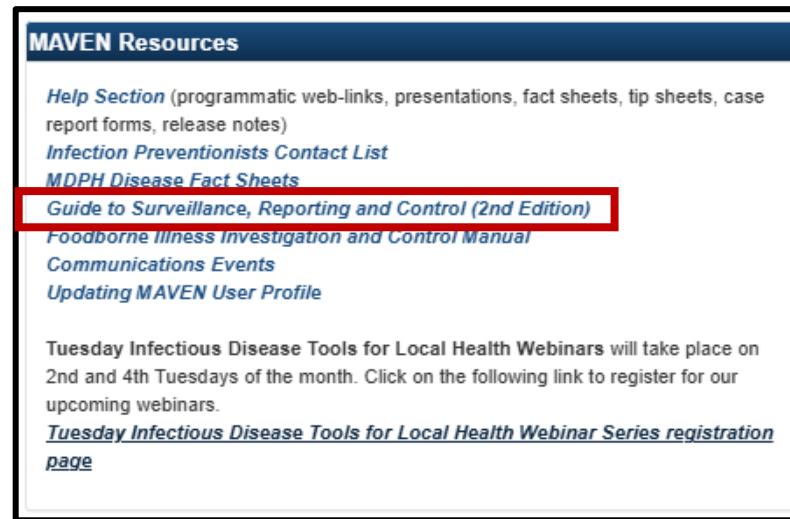 MAVEN Resources
Help Section (programmatic web-links, presentations, fact sheets, tip sheets, case
report forms, release notes)
Infection Preventionists Contact List
MDPH Disease Fact Sheets
Guide to Surveillance, Reporting and Control (2nd Edition)
Foodborne Illness Investigation and Control Manual
Communications Events
Updating MAVEN User Profile
Tuesday Infectious Disease Tools for Local Health Webinars will take place on
2nd and 4th Tuesdays of the month. Click on the following link to register for our
upcoming webinars.
Tuesday Infectious Disease Tools for Local Health Webinar Series registration
page